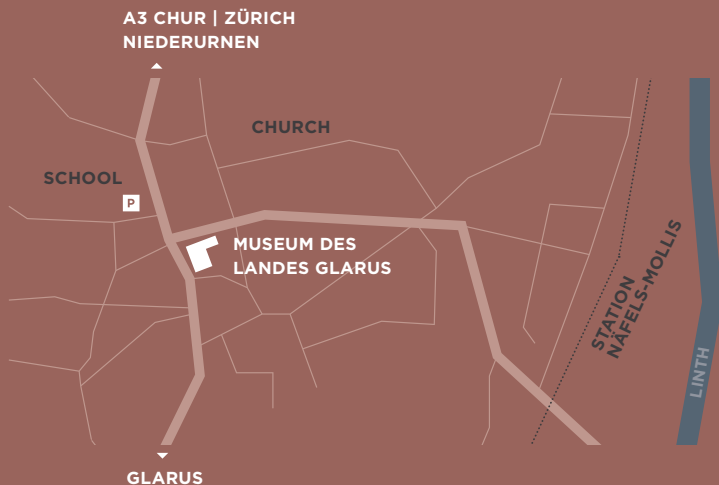 A3 CHUR | ZÜRICH
NIEDERURNEN
CHURCH
SCHOOL
P
MUSEUM DES
LANDES GLARUS
STATION
NÄFELS-MOLLIS
LINTH
GLARUS